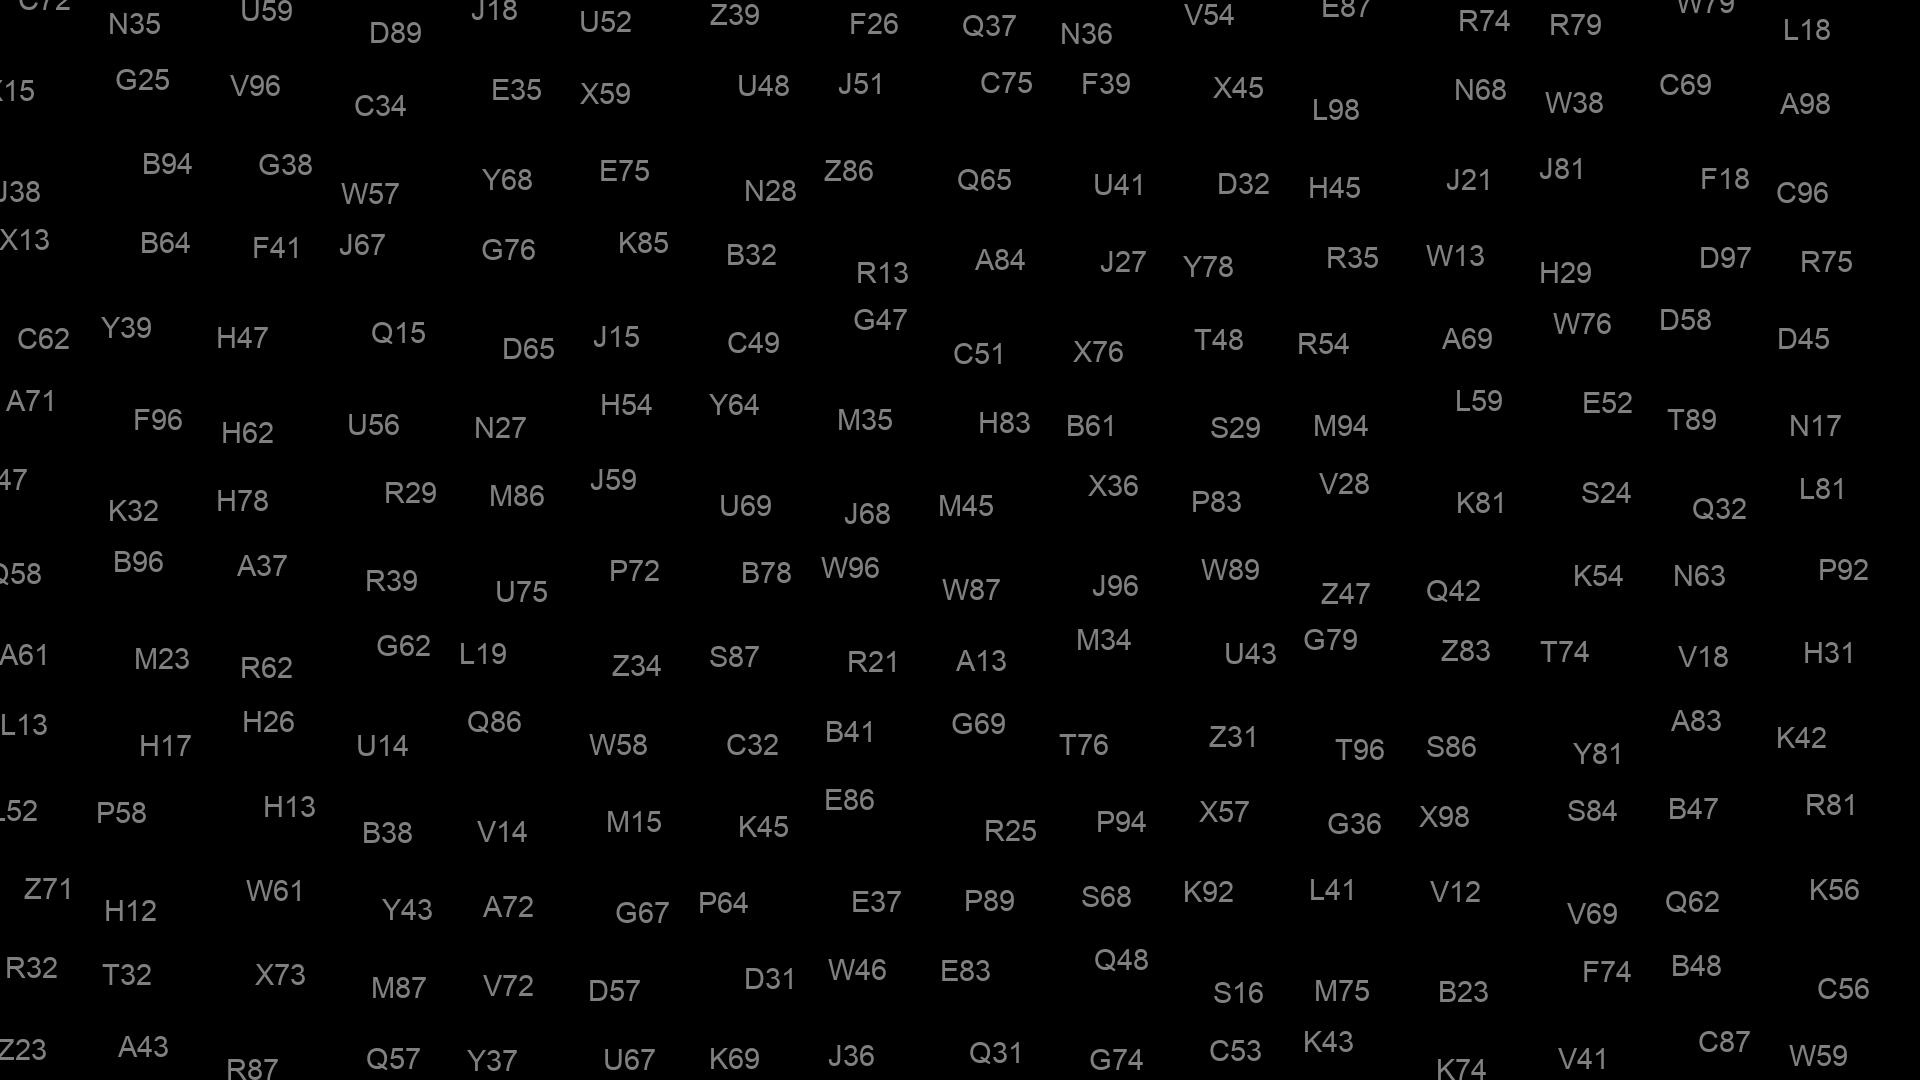 C72 N35 U59 D89 J18 U52 Z39 F26 Q37 N36 V54 E87 R74 R79 W79 L18
G25 V96 C34 E35 X59 U48 J51 C75 F39 X45 L98 N68 W38 C69 A98
J38 B94 G38 W57 Y68 E75 N28 Z86 Q65 U41 D32 H45 J21 J81 F18 C96
X13 B64 F41 J67 G76 K85 B32 R13 A84 J27 Y78 R35 W13 H29 D97 R75
C62 Y39 H47 Q15 D65 J15 C49 G47 C51 X76 T48 R54 A69 W76 D58 D45
A71 F96 H62 U56 N27 H54 Y64 M35 H83 B61 S29 M94 L59 E52 T89 N17
47 K32 H78 R29 M86 J59 U69 J68 M45 X36 P83 V28 K81 S24 Q32 L81
Q58 B96 A37 R39 U75 P72 B78 W96 W87 J96 W89 Z47 Q42 K54 N63 P92
A61 M23 R62 G62 L19 Z34 S87 R21 A13 M34 U43 G79 Z83 T74 V18 H31
L13 H17 H26 U14 Q86 W58 C32 B41 G69 T76 Z31 T96 S86 Y81 A83 K42
L52 P58 H13 B38 V14 M15 K45 E86 R25 P94 X57 G36 X98 S84 B47 R81
Z71 H12 W61 Y43 A72 G67 P64 E37 P89 S68 K92 L41 V12 V69 Q62 K56
R32 T32 X73 M87 V72 D57 D31 W46 E83 Q48 S16 M75 B23 F74 B48 C56
Z23 A43 R87 Q57 Y37 U67 K69 J36 Q31 G74 C53 K43 K74 V41 C87 W59